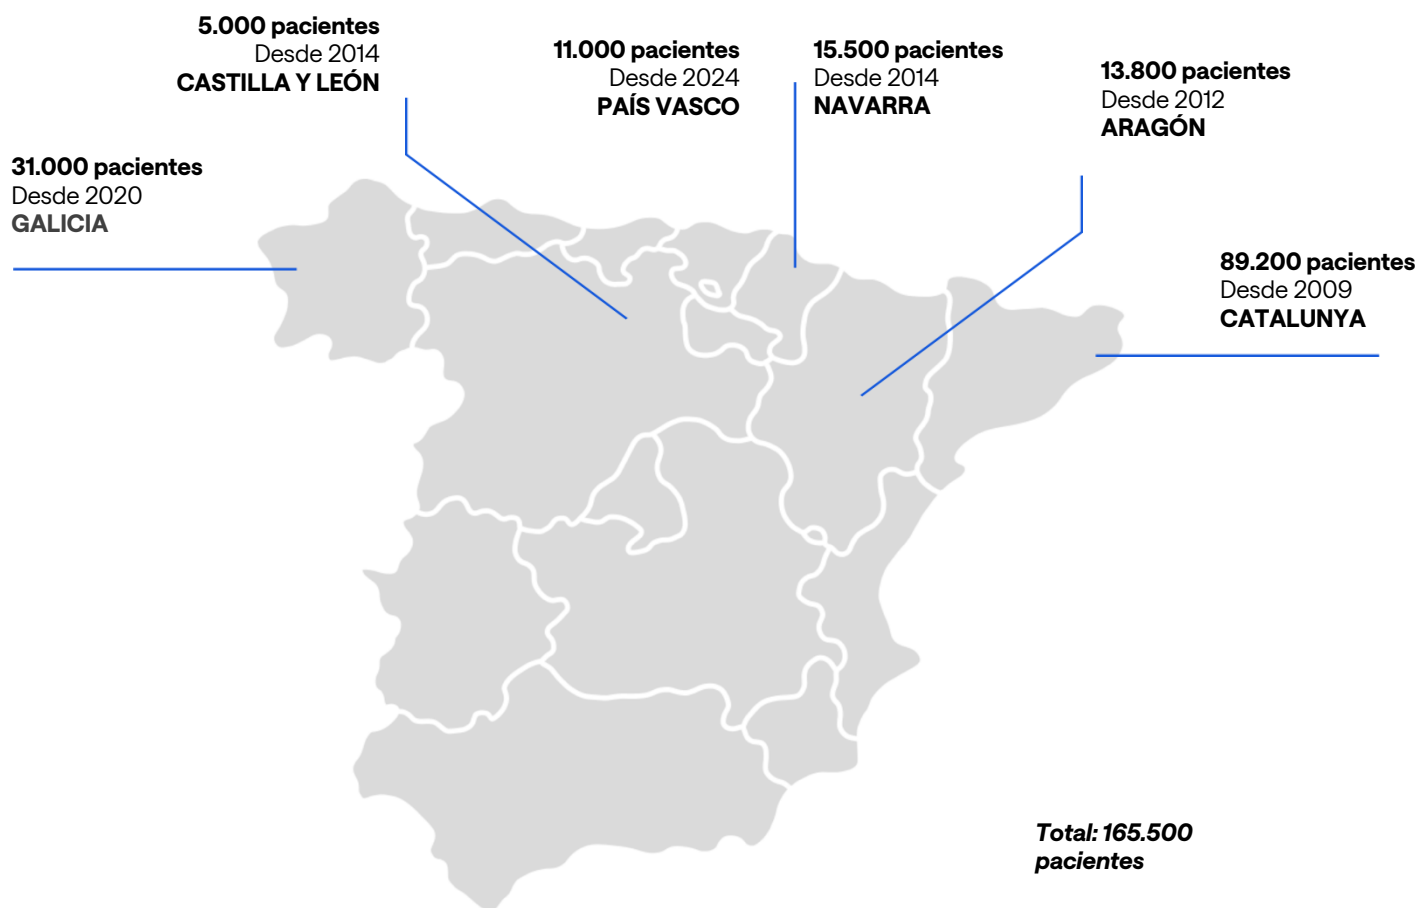 5.000 pacientes
Desde 2014
CASTILLA Y LEÓN
11.000 pacientes
Desde 2024
PAÍS VASCO
15.500 pacientes
Desde 2014
NAVARRA
13.800 pacientes
Desde 2012
ARAGÓN
31.000 pacientes
Desde 2020
GALICIA
89.200 pacientes
Desde 2009
CATALUNYA
Total: 165.500
pacientes